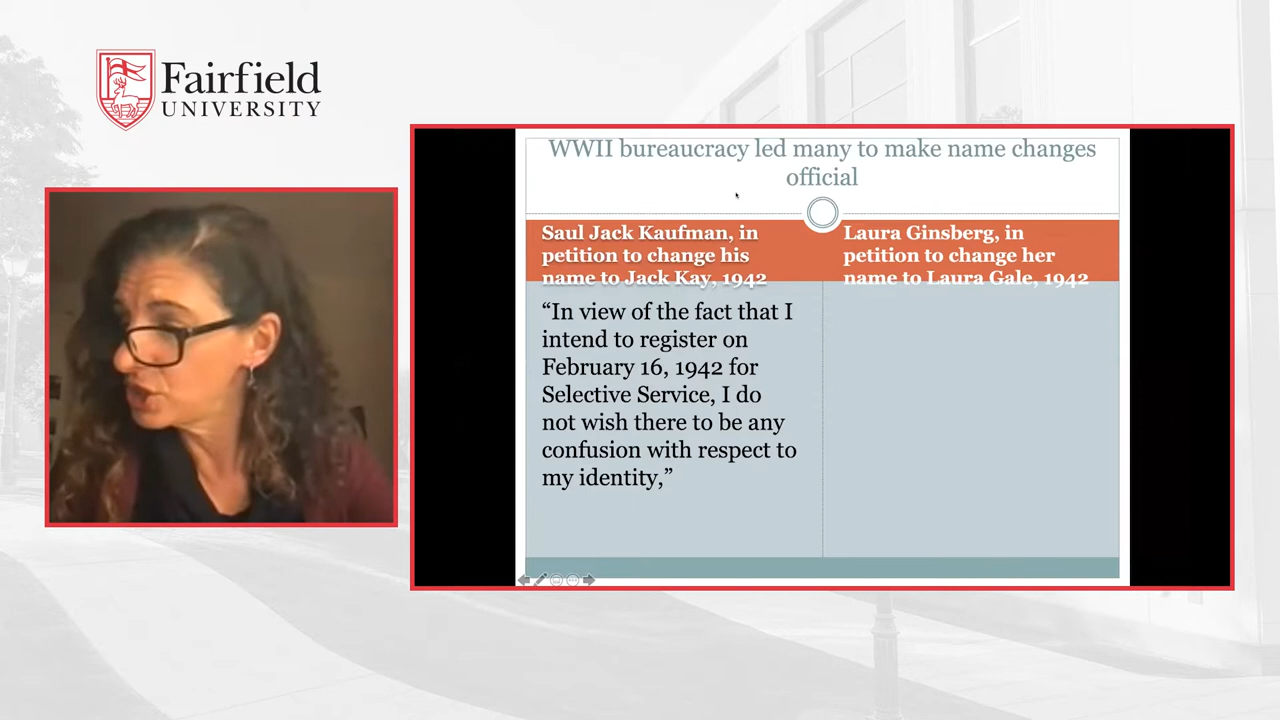 Fairfield
UNIVERSITY
WWII bureaucracy led many to make name changes
official
Saul Jack Kaufman, in
petition to change his
name to Jack Kay, 1942
Laura Ginsberg, in
petition to change her
name to Laura Gale, 1942
“In view of the fact that I
intend to register on
February 16, 1942 for
Selective Service, I do
not wish there to be any
confusion with respect to
my identity,”